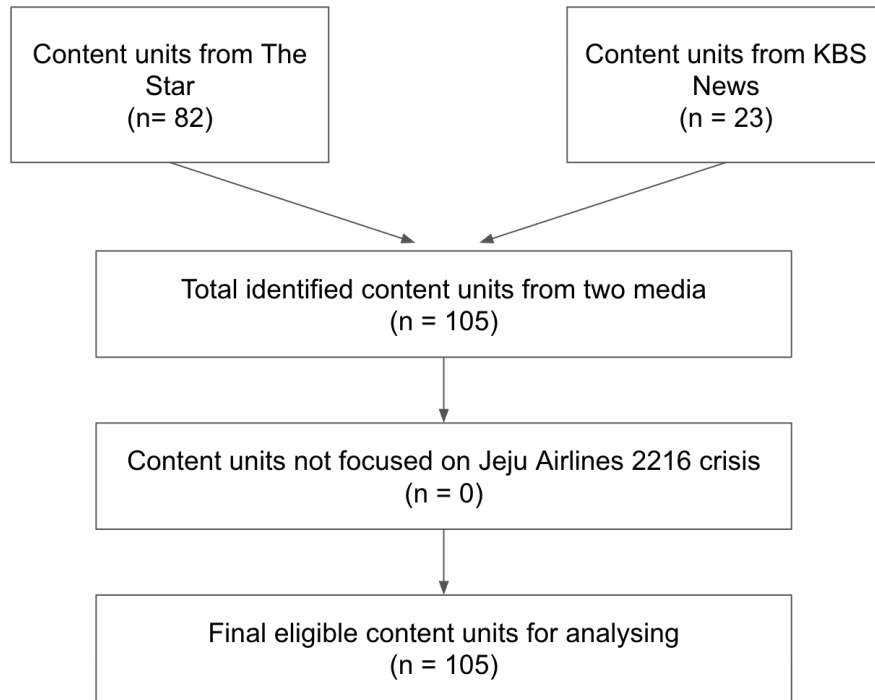 Content units from The
Star
(n= 82)
Content units from KBS
News
(n = 23)
Total identified content units from two media
(n = 105)
Content units not focused on Jeju Airlines 2216 crisis
(n = 0)
Final eligible content units for analysing
(n = 105)